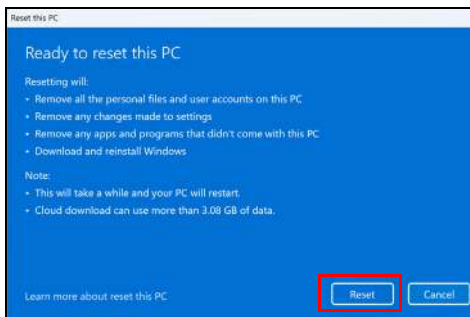 Reset this PC
Ready to reset this PC
Resetting will:
• Remove all the personal files and user accounts on this PC
• Remove any changes made to settings
• Remove any apps and programs that didn't come with this PC
• Download and reinstall Windows
Note:
• This will take a while and your PC will restart.
• Cloud download can use more than 3.08 GB of data.
Learn more about reset this PC
Reset
Cancel